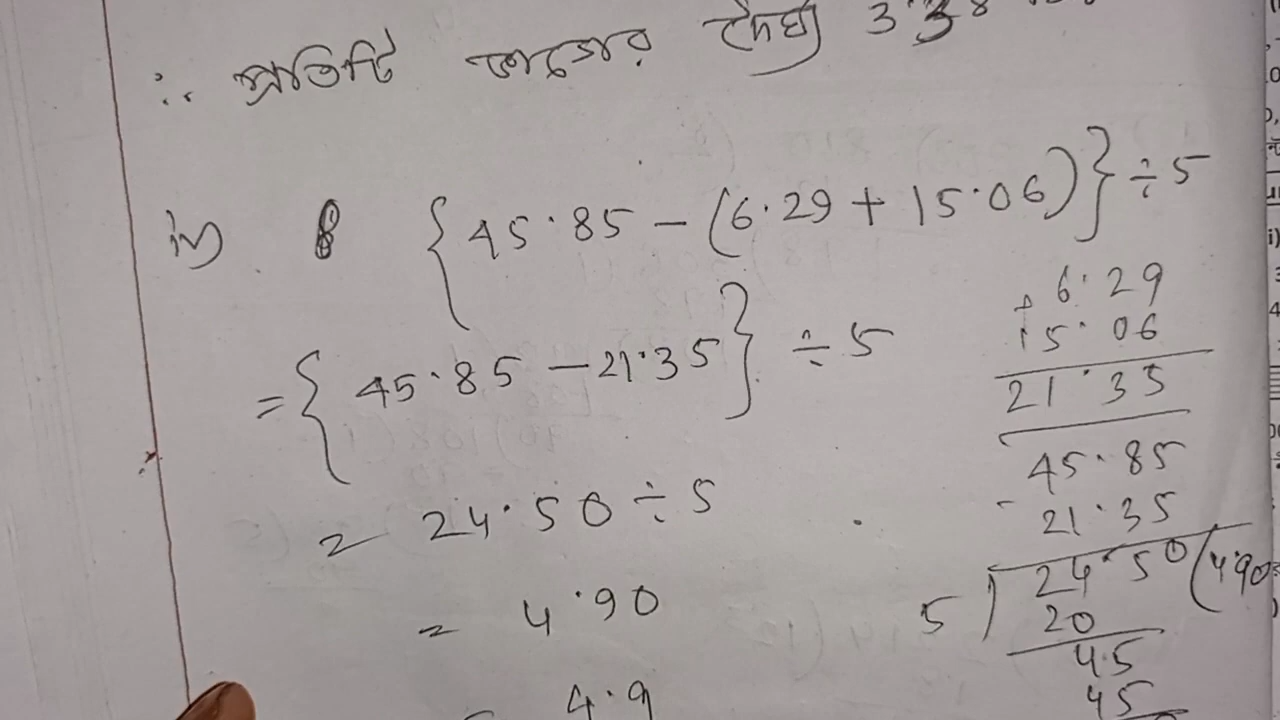 ∴ প্রতিটি ভাগের দৈর্ঘ্য 3.38
iv) {45.85 - (6.29 + 15.06)} ÷ 5
= {45.85 - 21.35} ÷ 5
= 24.50 ÷ 5
= 4.90
= 4.9
+ 6.29
15.06
21.35
45.85
- 21.35
5) 24.50 (4.90
20
45
45